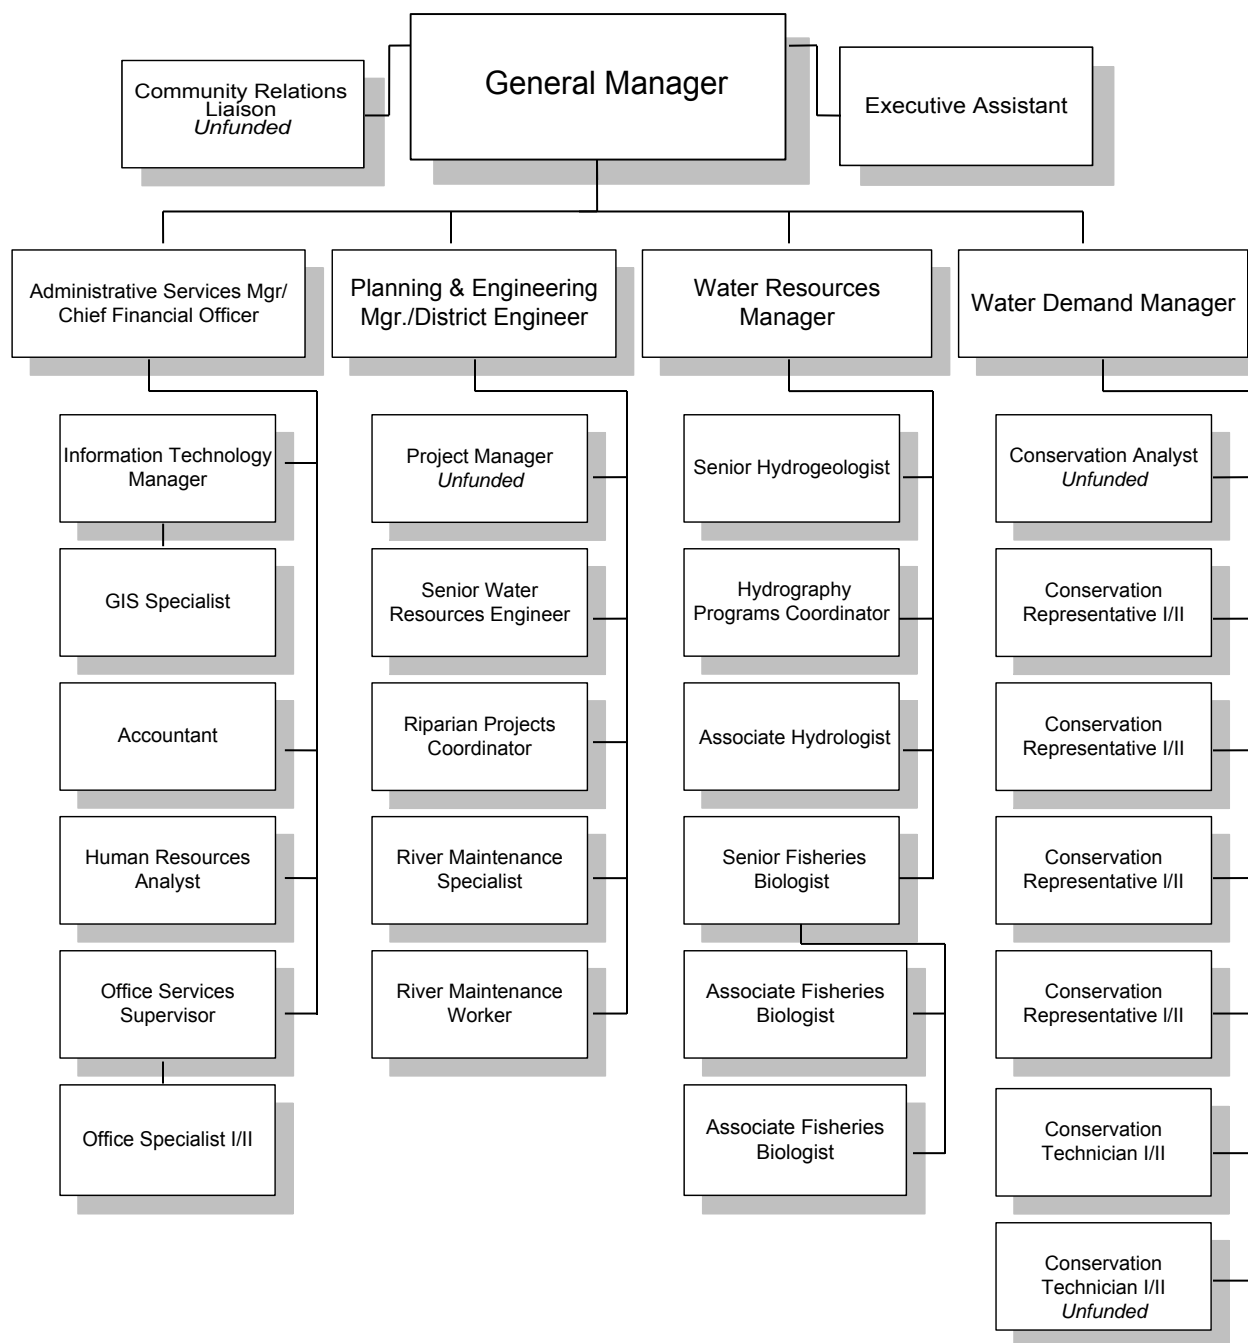 General Manager
Community Relations
Liaison
Unfunded
Executive Assistant
Administrative Services Mgr/
Chief Financial Officer
Planning & Engineering
Mgr./District Engineer
Water Resources
Manager
Water Demand Manager
Information Technology
Manager
GIS Specialist
Accountant
Human Resources
Analyst
Office Services
Supervisor
Office Specialist I/II
Project Manager
Unfunded
Senior Water
Resources Engineer
Riparian Projects
Coordinator
River Maintenance
Specialist
River Maintenance
Worker
Senior Hydrogeologist
Hydrography
Programs Coordinator
Associate Hydrologist
Senior Fisheries
Biologist
Associate Fisheries
Biologist
Associate Fisheries
Biologist
Conservation Analyst
Unfunded
Conservation
Representative I/II
Conservation
Representative I/II
Conservation
Representative I/II
Conservation
Representative I/II
Conservation
Technician I/II
Conservation
Technician I/II
Unfunded